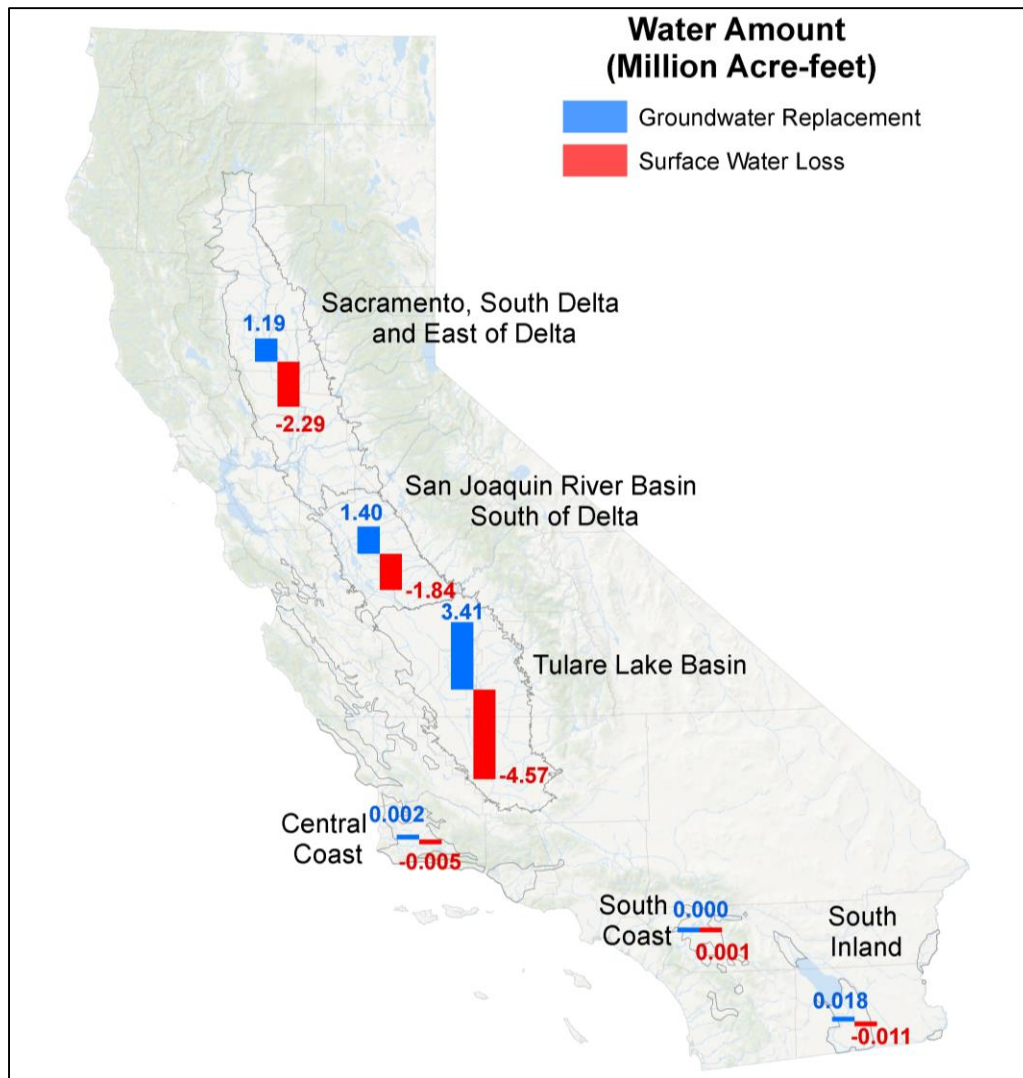 Water Amount
(Million Acre-feet)
Groundwater Replacement
Surface Water Loss
Sacramento, South Delta
and East of Delta
1.19
-2.29
San Joaquin River Basin
South of Delta
1.40
-1.84
3.41
Tulare Lake Basin
-4.57
Central
Coast
0.002
-0.005
South
Coast
0.000
0.001
South
Inland
0.018
-0.011